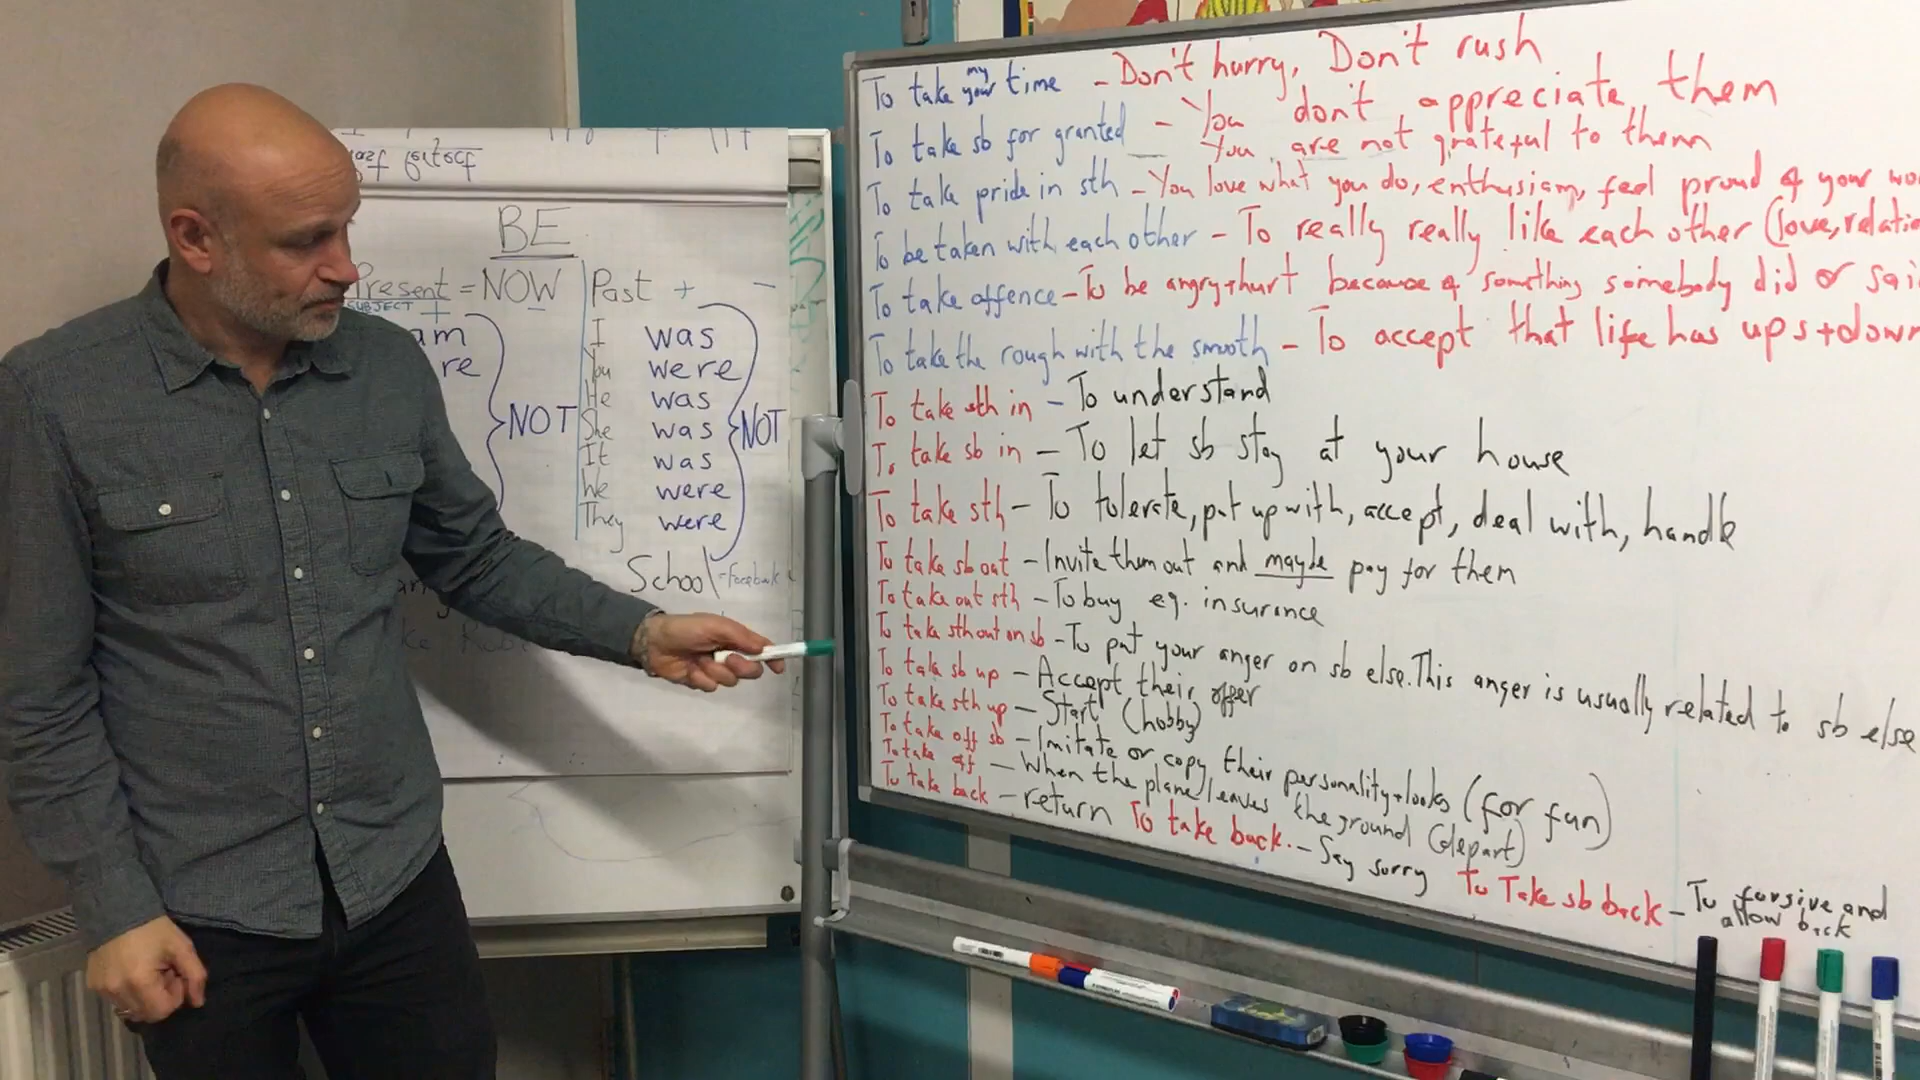 BE
Present = NOW
SUBJECT +
am
re
NOT
Past + -
I was
You were
He was
She was
It was
We were
They were
NOT
School = facebook
To take my your time - Don't hurry, Don't rush
To take sb for granted - You don't appreciate them
You are not grateful to them
To take pride in sth - You love what you do, enthusiasm, feel proud of your wo
To be taken with each other - To really really like each other (love, relatio
To take offence - To be angry + hurt because of something somebody did or sai
To take the rough with the smooth - To accept that life has ups + down
To take sth in - To understand
To take sb in - To let sb stay at your house
To take sth - To tolerate, put up with, accept, deal with, handle
To take sb out - Invite them out and maybe pay for them
To take out sth - To buy eg. insurance
To take sth out on sb - To put your anger on sb else. This anger is usually related to sb else
To take sb up - Accept their offer
To take sth up - Start (hobby)
To take off sb - Imitate or copy their personality + looks (for fun)
To take off - When the plane leaves the ground (depart)
To take back - return To take back. - Say sorry To Take sb back - To forgive and allow back